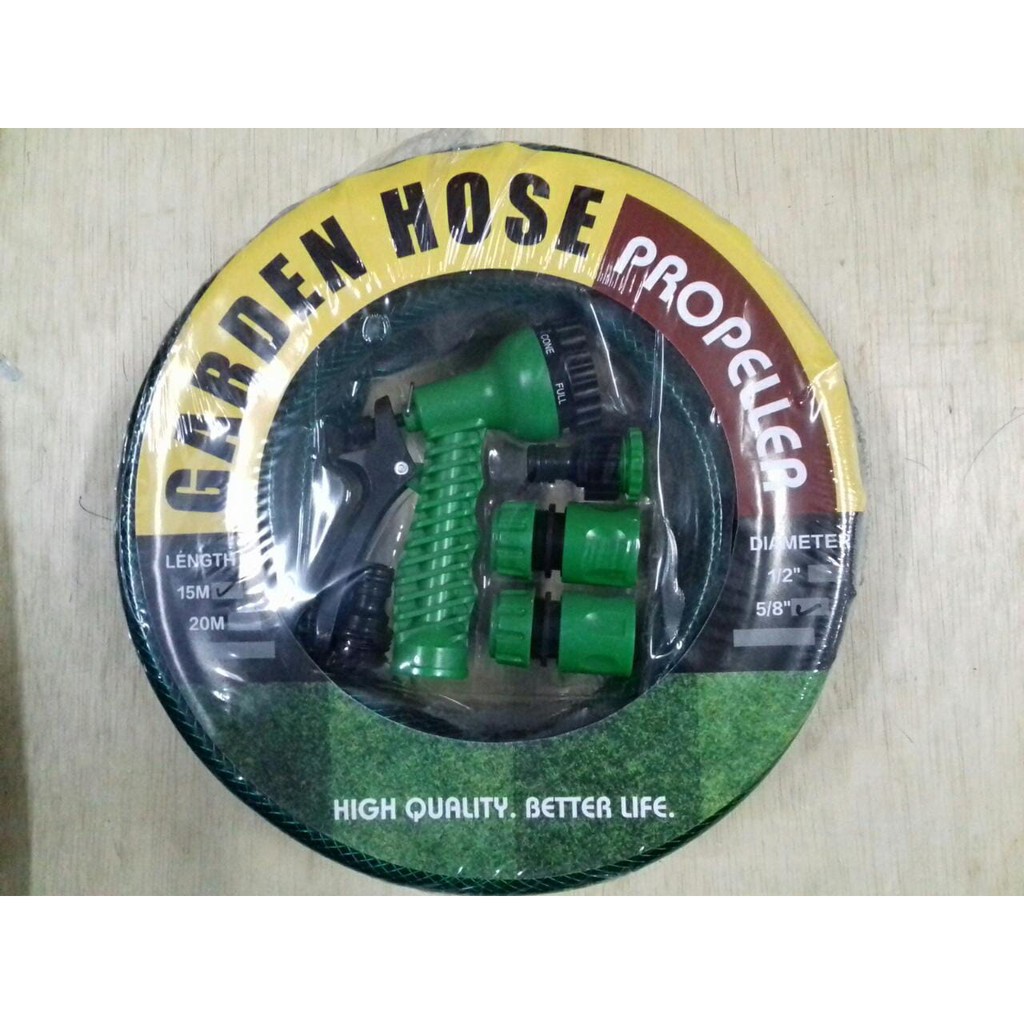 GARDEN HOSE
PROPELLER
CONE
FULL
LENGTH
15M
20M
DIAMETER
1/2"
5/8"
HIGH QUALITY. BETTER LIFE.